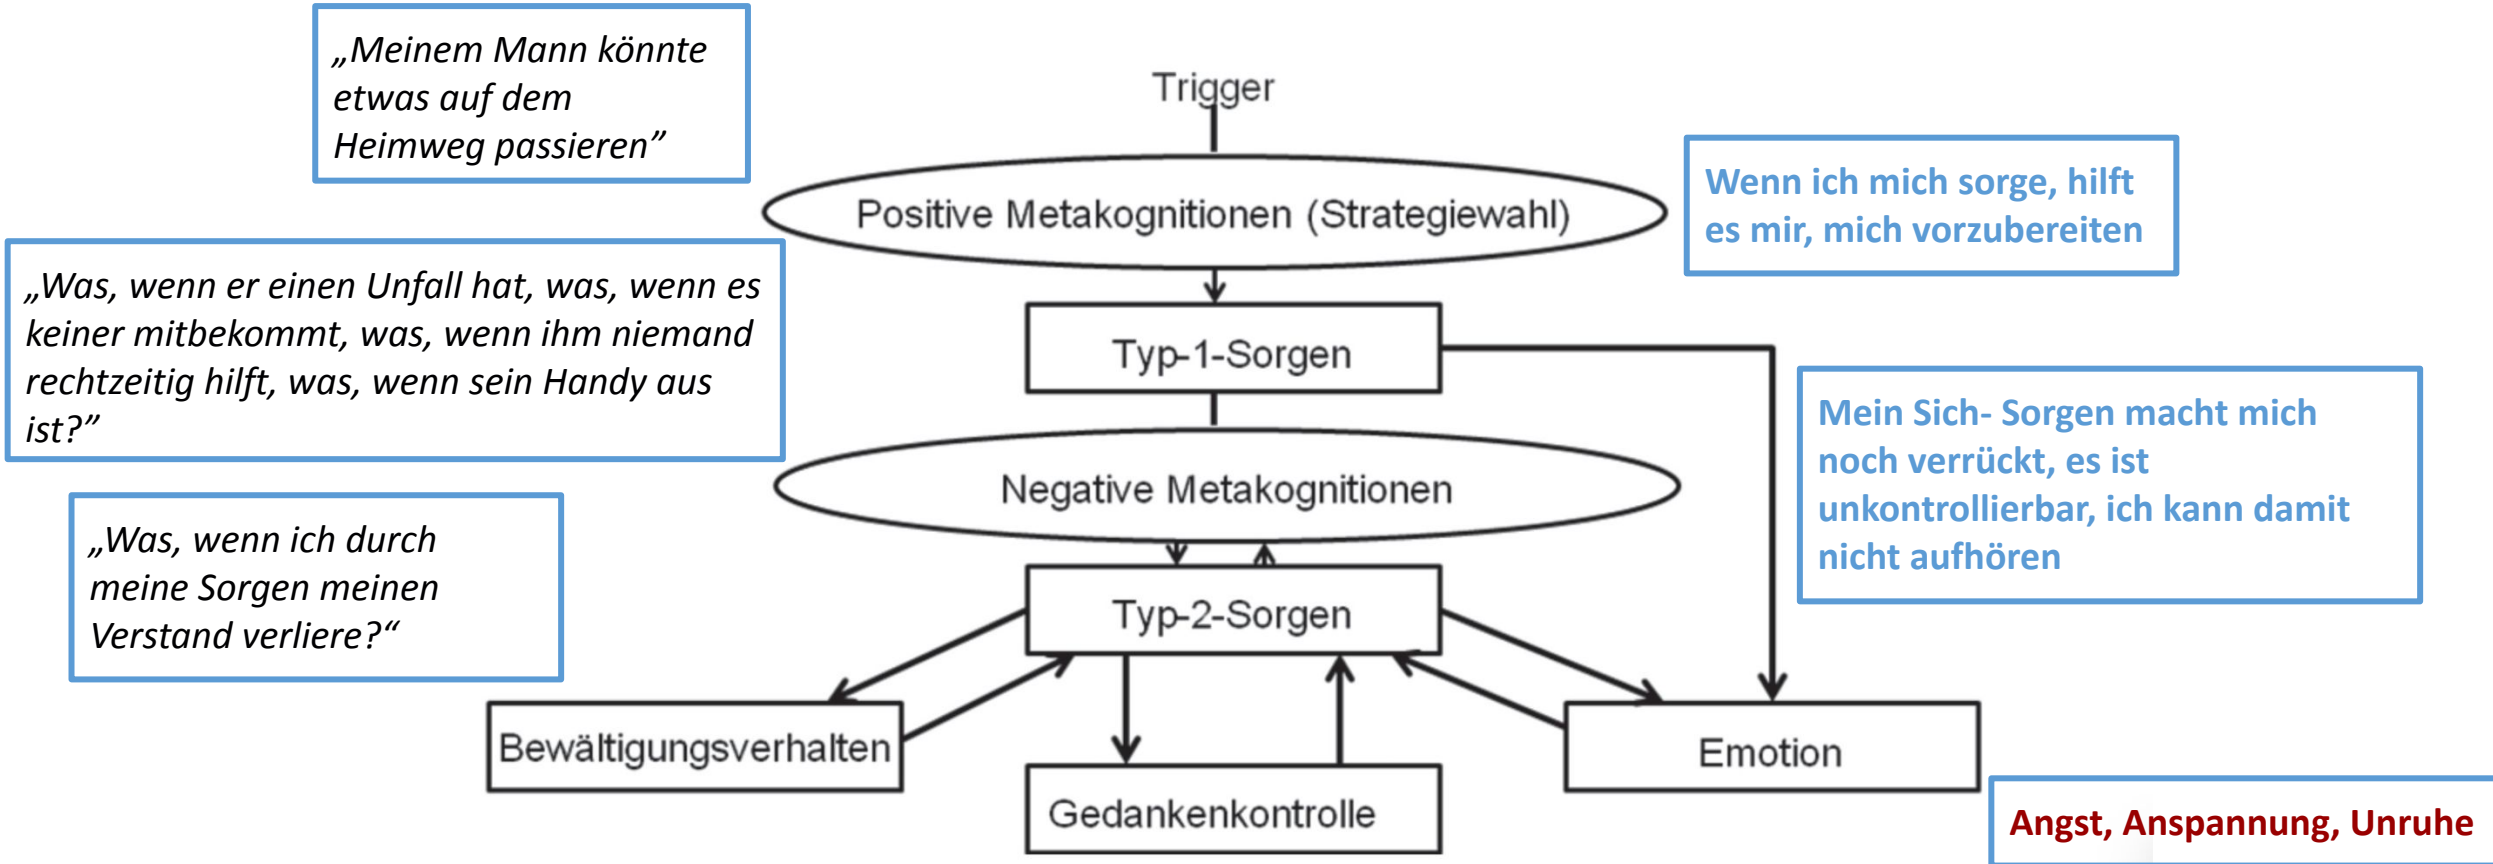 „Meinem Mann könnte
etwas auf dem
Heimweg passieren”
Trigger
Positive Metakognitionen (Strategiewahl)
Wenn ich mich sorge, hilft
es mir, mich vorzubereiten
„Was, wenn er einen Unfall hat, was, wenn es
keiner mitbekommt, was, wenn ihm niemand
rechtzeitig hilft, was, wenn sein Handy aus
ist?”
Typ-1-Sorgen
Mein Sich- Sorgen macht mich
noch verrückt, es ist
unkontrollierbar, ich kann damit
nicht aufhören
Negative Metakognitionen
„Was, wenn ich durch
meine Sorgen meinen
Verstand verliere?“
Typ-2-Sorgen
Bewältigungsverhalten
Gedankenkontrolle
Emotion
Angst, Anspannung, Unruhe